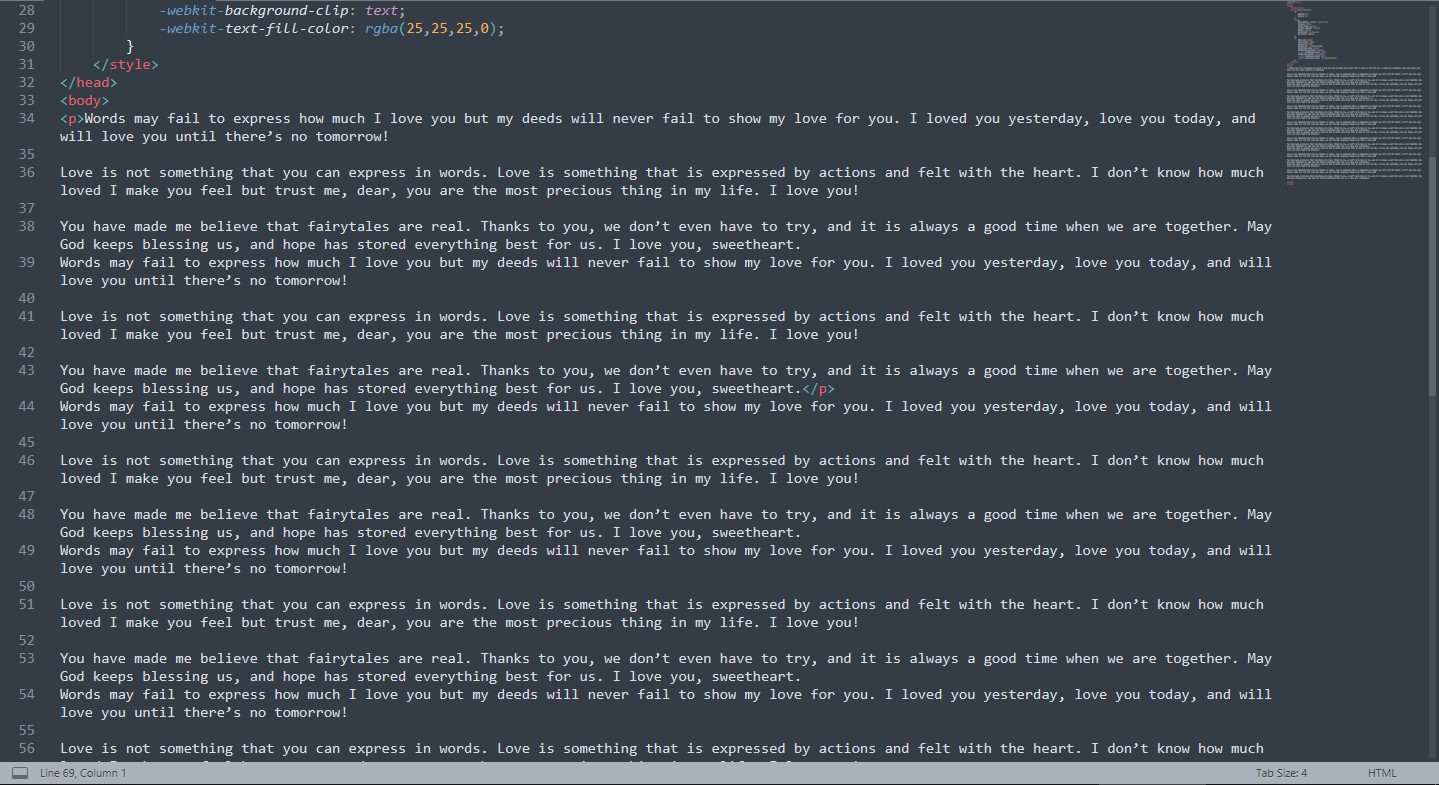 28 -webkit-background-clip: text;
29 -webkit-text-fill-color: rgba(25,25,25,0);
30 }
31 </style>
32 </head>
33 <body>
34 <p>Words may fail to express how much I love you but my deeds will never fail to show my love for you. I loved you yesterday, love you today, and
will love you until there’s no tomorrow!
35
36 Love is not something that you can express in words. Love is something that is expressed by actions and felt with the heart. I don’t know how much
loved I make you feel but trust me, dear, you are the most precious thing in my life. I love you!
37
38 You have made me believe that fairytales are real. Thanks to you, we don’t even have to try, and it is always a good time when we are together. May
God keeps blessing us, and hope has stored everything best for us. I love you, sweetheart.
39 Words may fail to express how much I love you but my deeds will never fail to show my love for you. I loved you yesterday, love you today, and will
love you until there’s no tomorrow!
40
41 Love is not something that you can express in words. Love is something that is expressed by actions and felt with the heart. I don’t know how much
loved I make you feel but trust me, dear, you are the most precious thing in my life. I love you!
42
43 You have made me believe that fairytales are real. Thanks to you, we don’t even have to try, and it is always a good time when we are together. May
God keeps blessing us, and hope has stored everything best for us. I love you, sweetheart.</p>
44 Words may fail to express how much I love you but my deeds will never fail to show my love for you. I loved you yesterday, love you today, and will
love you until there’s no tomorrow!
45
46 Love is not something that you can express in words. Love is something that is expressed by actions and felt with the heart. I don’t know how much
loved I make you feel but trust me, dear, you are the most precious thing in my life. I love you!
47
48 You have made me believe that fairytales are real. Thanks to you, we don’t even have to try, and it is always a good time when we are together. May
God keeps blessing us, and hope has stored everything best for us. I love you, sweetheart.
49 Words may fail to express how much I love you but my deeds will never fail to show my love for you. I loved you yesterday, love you today, and will
love you until there’s no tomorrow!
50
51 Love is not something that you can express in words. Love is something that is expressed by actions and felt with the heart. I don’t know how much
loved I make you feel but trust me, dear, you are the most precious thing in my life. I love you!
52
53 You have made me believe that fairytales are real. Thanks to you, we don’t even have to try, and it is always a good time when we are together. May
God keeps blessing us, and hope has stored everything best for us. I love you, sweetheart.
54 Words may fail to express how much I love you but my deeds will never fail to show my love for you. I loved you yesterday, love you today, and will
love you until there’s no tomorrow!
55
56 Love is not something that you can express in words. Love is something that is expressed by actions and felt with the heart. I don’t know how much
Line 69, Column 1 Tab Size: 4 HTML